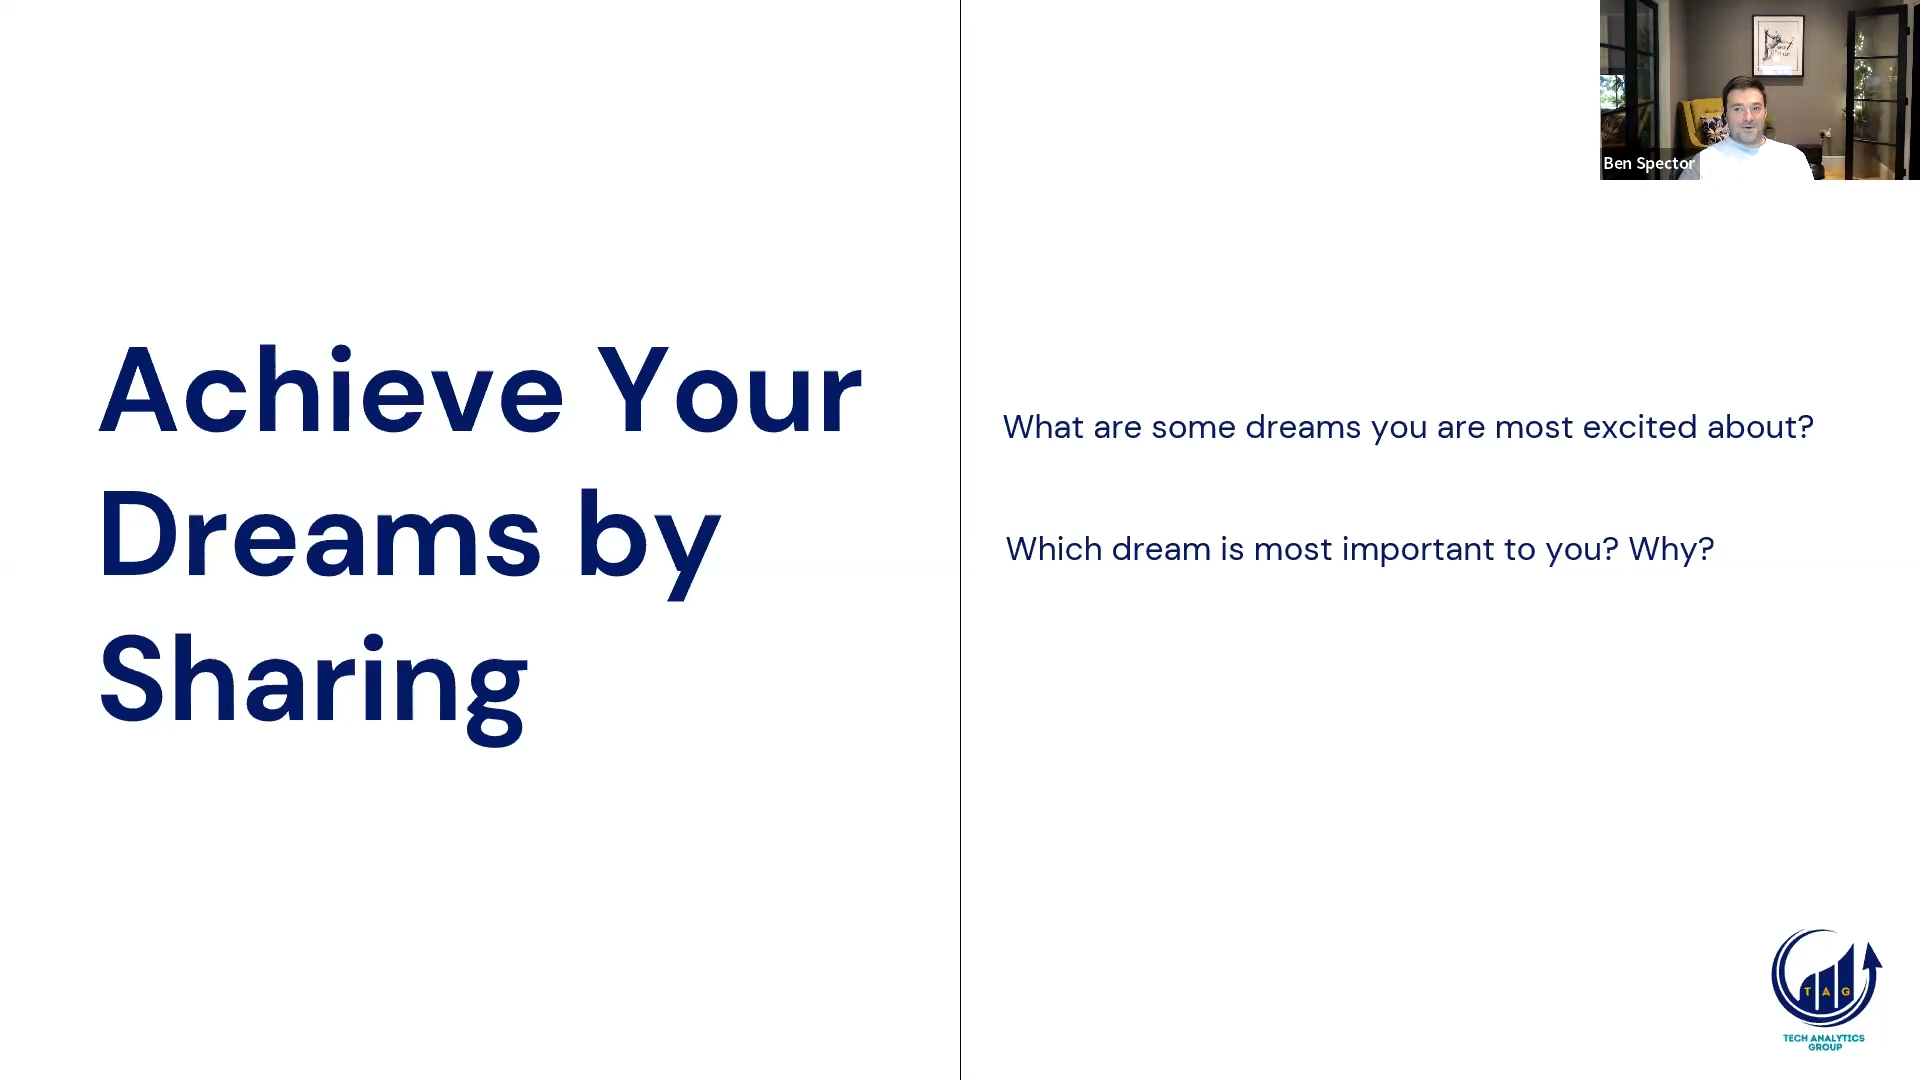 Achieve Your
Dreams by
Sharing
What are some dreams you are most excited about?
Which dream is most important to you? Why?
Ben Spector
T A G
TECH ANALYTICS
GROUP